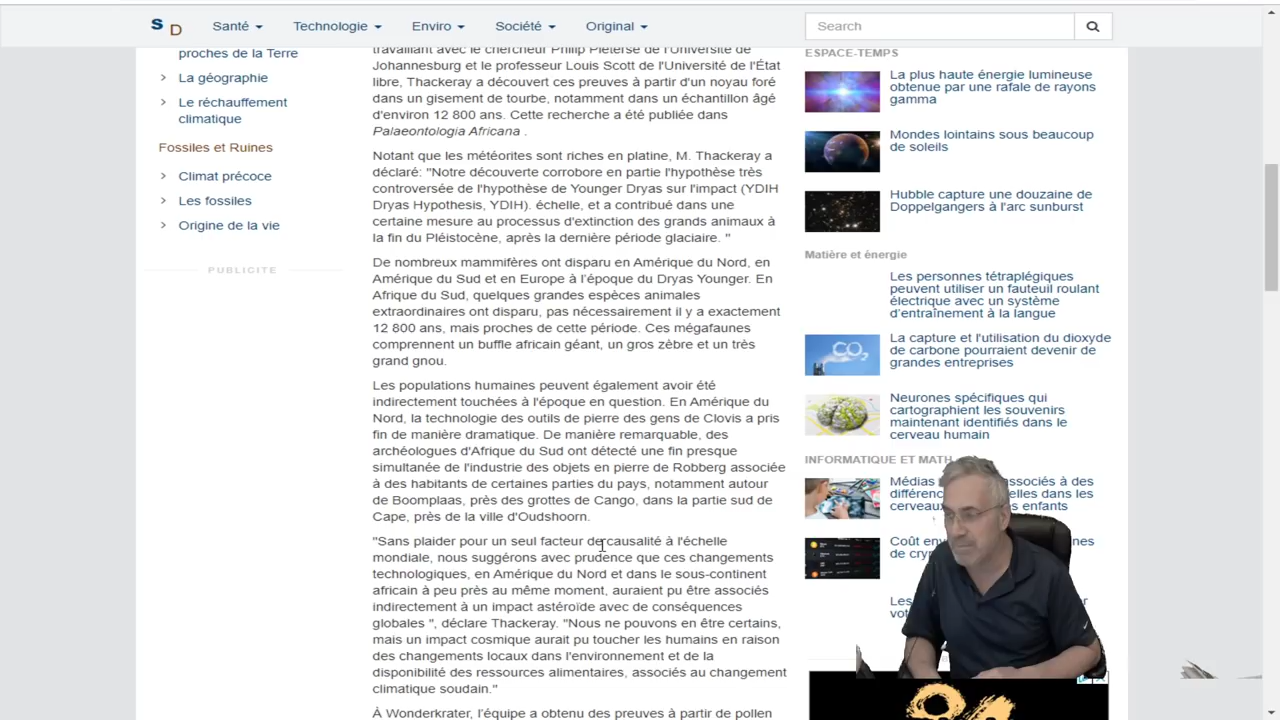 S D
Santé
Technologie
Enviro
Société
Original
Search
proches de la Terre
La géographie
Le réchauffement
climatique
Fossiles et Ruines
Climat précoce
Les fossiles
Origine de la vie
PUBLICITE
travaillant avec le chercheur Philip Pieterse de l'Université de
Johannesburg et le professeur Louis Scott de l'Université de l'État
libre, Thackeray a découvert ces preuves à partir d'un noyau foré
dans un gisement de tourbe, notamment dans un échantillon âgé
d'environ 12 800 ans. Cette recherche a été publiée dans
Palaeontologia Africana .
Notant que les météorites sont riches en platine, M. Thackeray a
déclaré: "Notre découverte corrobore en partie l'hypothèse très
controversée de l'hypothèse de Younger Dryas sur l'impact (YDIH
Dryas Hypothesis, YDIH). échelle, et a contribué dans une
certaine mesure au processus d'extinction des grands animaux à
la fin du Pléistocène, après la dernière période glaciaire. "
De nombreux mammifères ont disparu en Amérique du Nord, en
Amérique du Sud et en Europe à l'époque du Dryas Younger. En
Afrique du Sud, quelques grandes espèces animales
extraordinaires ont disparu, pas nécessairement il y a exactement
12 800 ans, mais proches de cette période. Ces mégafaunes
comprennent un buffle africain géant, un gros zèbre et un très
grand gnou.
Les populations humaines peuvent également avoir été
indirectement touchées à l'époque en question. En Amérique du
Nord, la technologie des outils de pierre des gens de Clovis a pris
fin de manière dramatique. De manière remarquable, des
archéologues d'Afrique du Sud ont détecté une fin presque
simultanée de l'industrie des objets en pierre de Robberg associée
à des habitants de certaines parties du pays, notamment autour
de Boomplaas, près des grottes de Cango, dans la partie sud de
Cape, près de la ville d'Oudshoorn.
"Sans plaider pour un seul facteur de causalité à l'échelle
mondiale, nous suggérons avec prudence que ces changements
technologiques, en Amérique du Nord et dans le sous-continent
africain à peu près au même moment, auraient pu être associés
indirectement à un impact astéroïde avec de conséquences
globales ", déclare Thackeray. "Nous ne pouvons en être certains,
mais un impact cosmique aurait pu toucher les humains en raison
des changements locaux dans l'environnement et de la
disponibilité des ressources alimentaires, associés au changement
climatique soudain."
À Wonderkrater, l'équipe a obtenu des preuves à partir de pollen
ESPACE-TEMPS
La plus haute énergie lumineuse
obtenue par une rafale de rayons
gamma
Mondes lointains sous beaucoup
de soleils
Hubble capture une douzaine de
Doppelgangers à l'arc sunburst
Matière et énergie
Les personnes tétraplégiques
peuvent utiliser un fauteuil roulant
électrique avec un système
d'entraînement à la langue
La capture et l'utilisation du dioxyde
de carbone pourraient devenir de
grandes entreprises
Neurones spécifiques qui
cartographient les souvenirs
maintenant identifiés dans le
cerveau humain
INFORMATIQUE ET MATH
Médias associés à des
elles dans les
enfants
Coût
Les